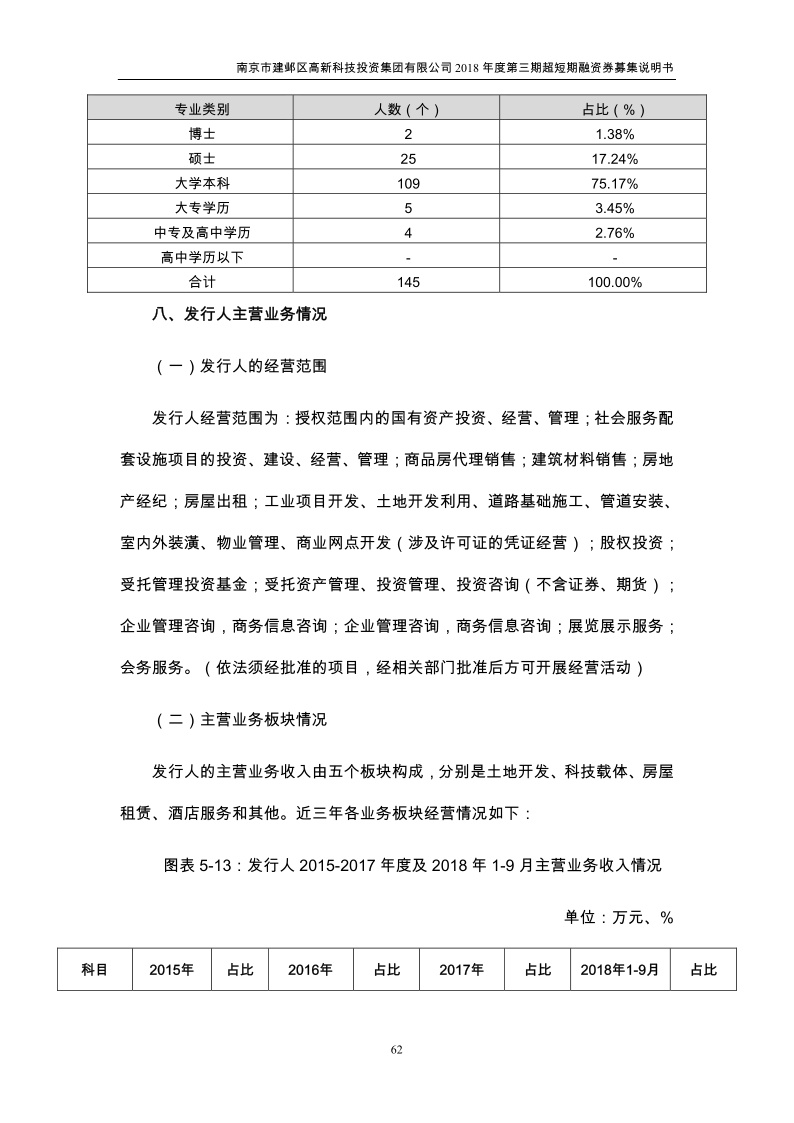 南京市建邺区高新科技投资集团有限公司 2018 年度第三期超短期融资券募集说明书
专业类别 人数（个） 占比（%）
博士 2 1.38%
硕士 25 17.24%
大学本科 109 75.17%
大专学历 5 3.45%
中专及高中学历 4 2.76%
高中学历以下 - -
合计 145 100.00%
八、发行人主营业务情况
（一）发行人的经营范围
发行人经营范围为：授权范围内的国有资产投资、经营、管理；社会服务配
套设施项目的投资、建设、经营、管理；商品房代理销售；建筑材料销售；房地
产经纪；房屋出租；工业项目开发、土地开发利用、道路基础施工、管道安装、
室内外装潢、物业管理、商业网点开发（涉及许可证的凭证经营）；股权投资；
受托管理投资基金；受托资产管理、投资管理、投资咨询（不含证券、期货）；
企业管理咨询，商务信息咨询；企业管理咨询，商务信息咨询；展览展示服务；
会务服务。（依法须经批准的项目，经相关部门批准后方可开展经营活动）
（二）主营业务板块情况
发行人的主营业务收入由五个板块构成，分别是土地开发、科技载体、房屋
租赁、酒店服务和其他。近三年各业务板块经营情况如下：
图表 5-13：发行人 2015-2017 年度及 2018 年 1-9 月主营业务收入情况
单位：万元、%
科目 2015年 占比 2016年 占比 2017年 占比 2018年1-9月 占比
62